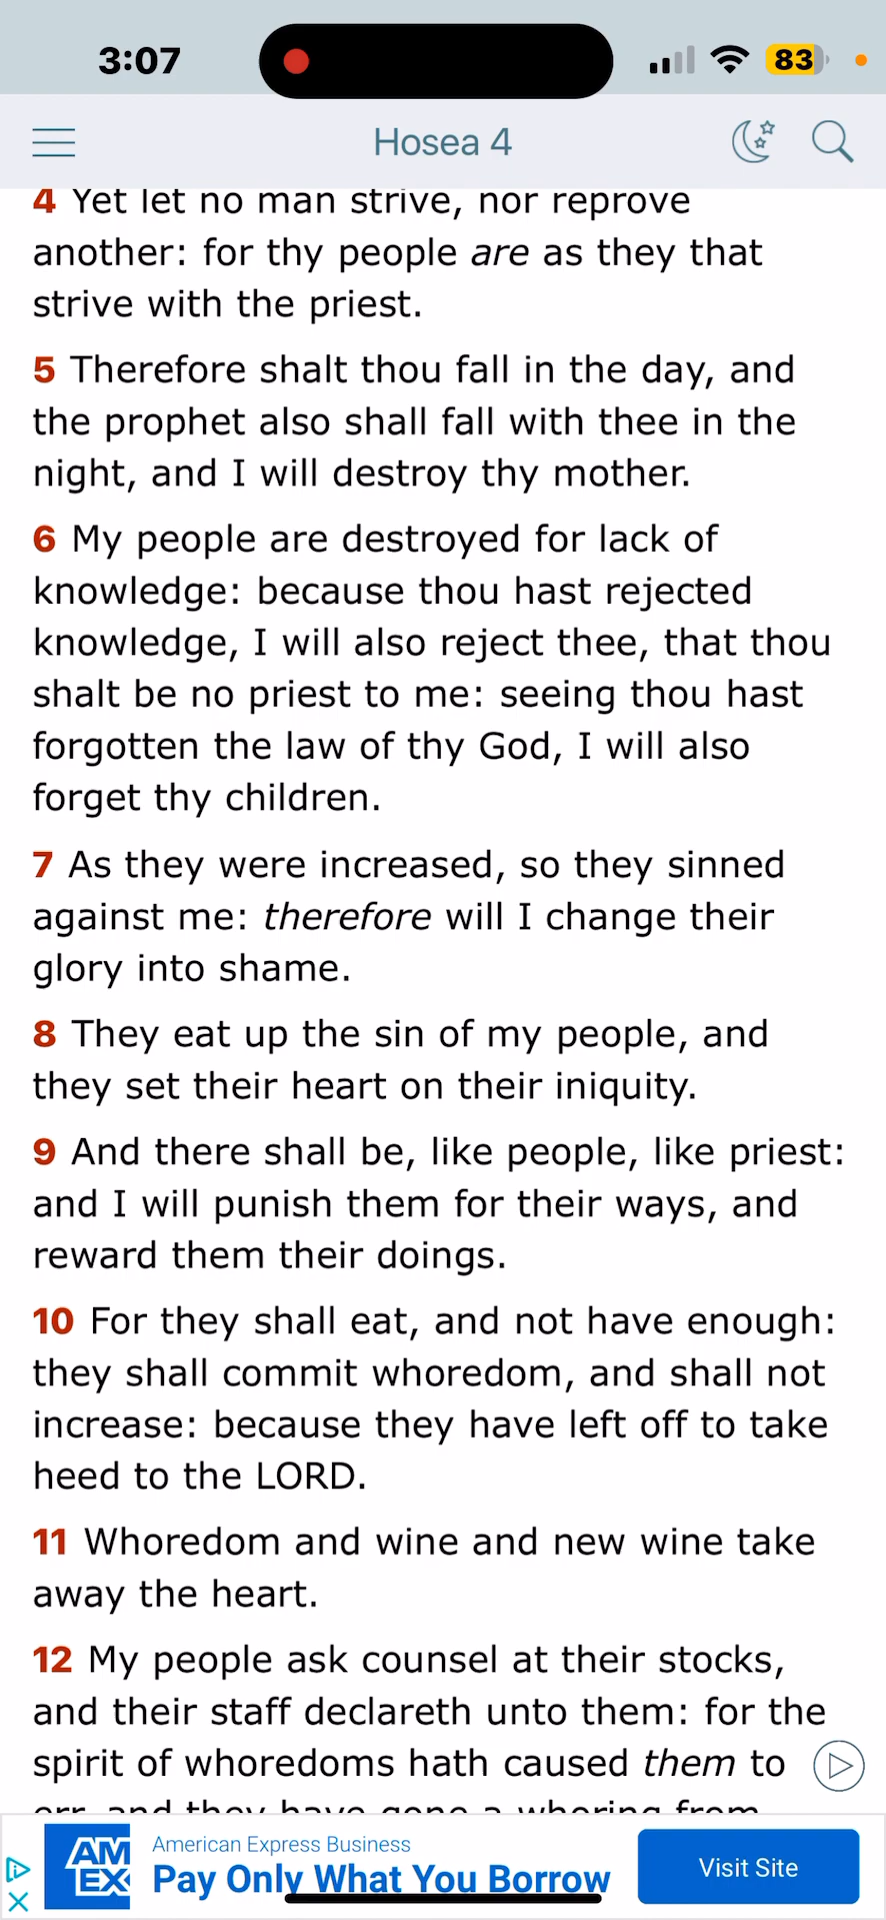 3:07
83
Hosea 4
4 Yet let no man strive, nor reprove
another: for thy people are as they that
strive with the priest.
5 Therefore shalt thou fall in the day, and
the prophet also shall fall with thee in the
night, and I will destroy thy mother.
6 My people are destroyed for lack of
knowledge: because thou hast rejected
knowledge, I will also reject thee, that thou
shalt be no priest to me: seeing thou hast
forgotten the law of thy God, I will also
forget thy children.
7 As they were increased, so they sinned
against me: therefore will I change their
glory into shame.
8 They eat up the sin of my people, and
they set their heart on their iniquity.
9 And there shall be, like people, like priest:
and I will punish them for their ways, and
reward them their doings.
10 For they shall eat, and not have enough:
they shall commit whoredom, and shall not
increase: because they have left off to take
heed to the LORD.
11 Whoredom and wine and new wine take
away the heart.
12 My people ask counsel at their stocks,
and their staff declareth unto them: for the
spirit of whoredoms hath caused them to
err, and they have gone a whoring from
AM
EX
American Express Business
Pay Only What You Borrow
Visit Site